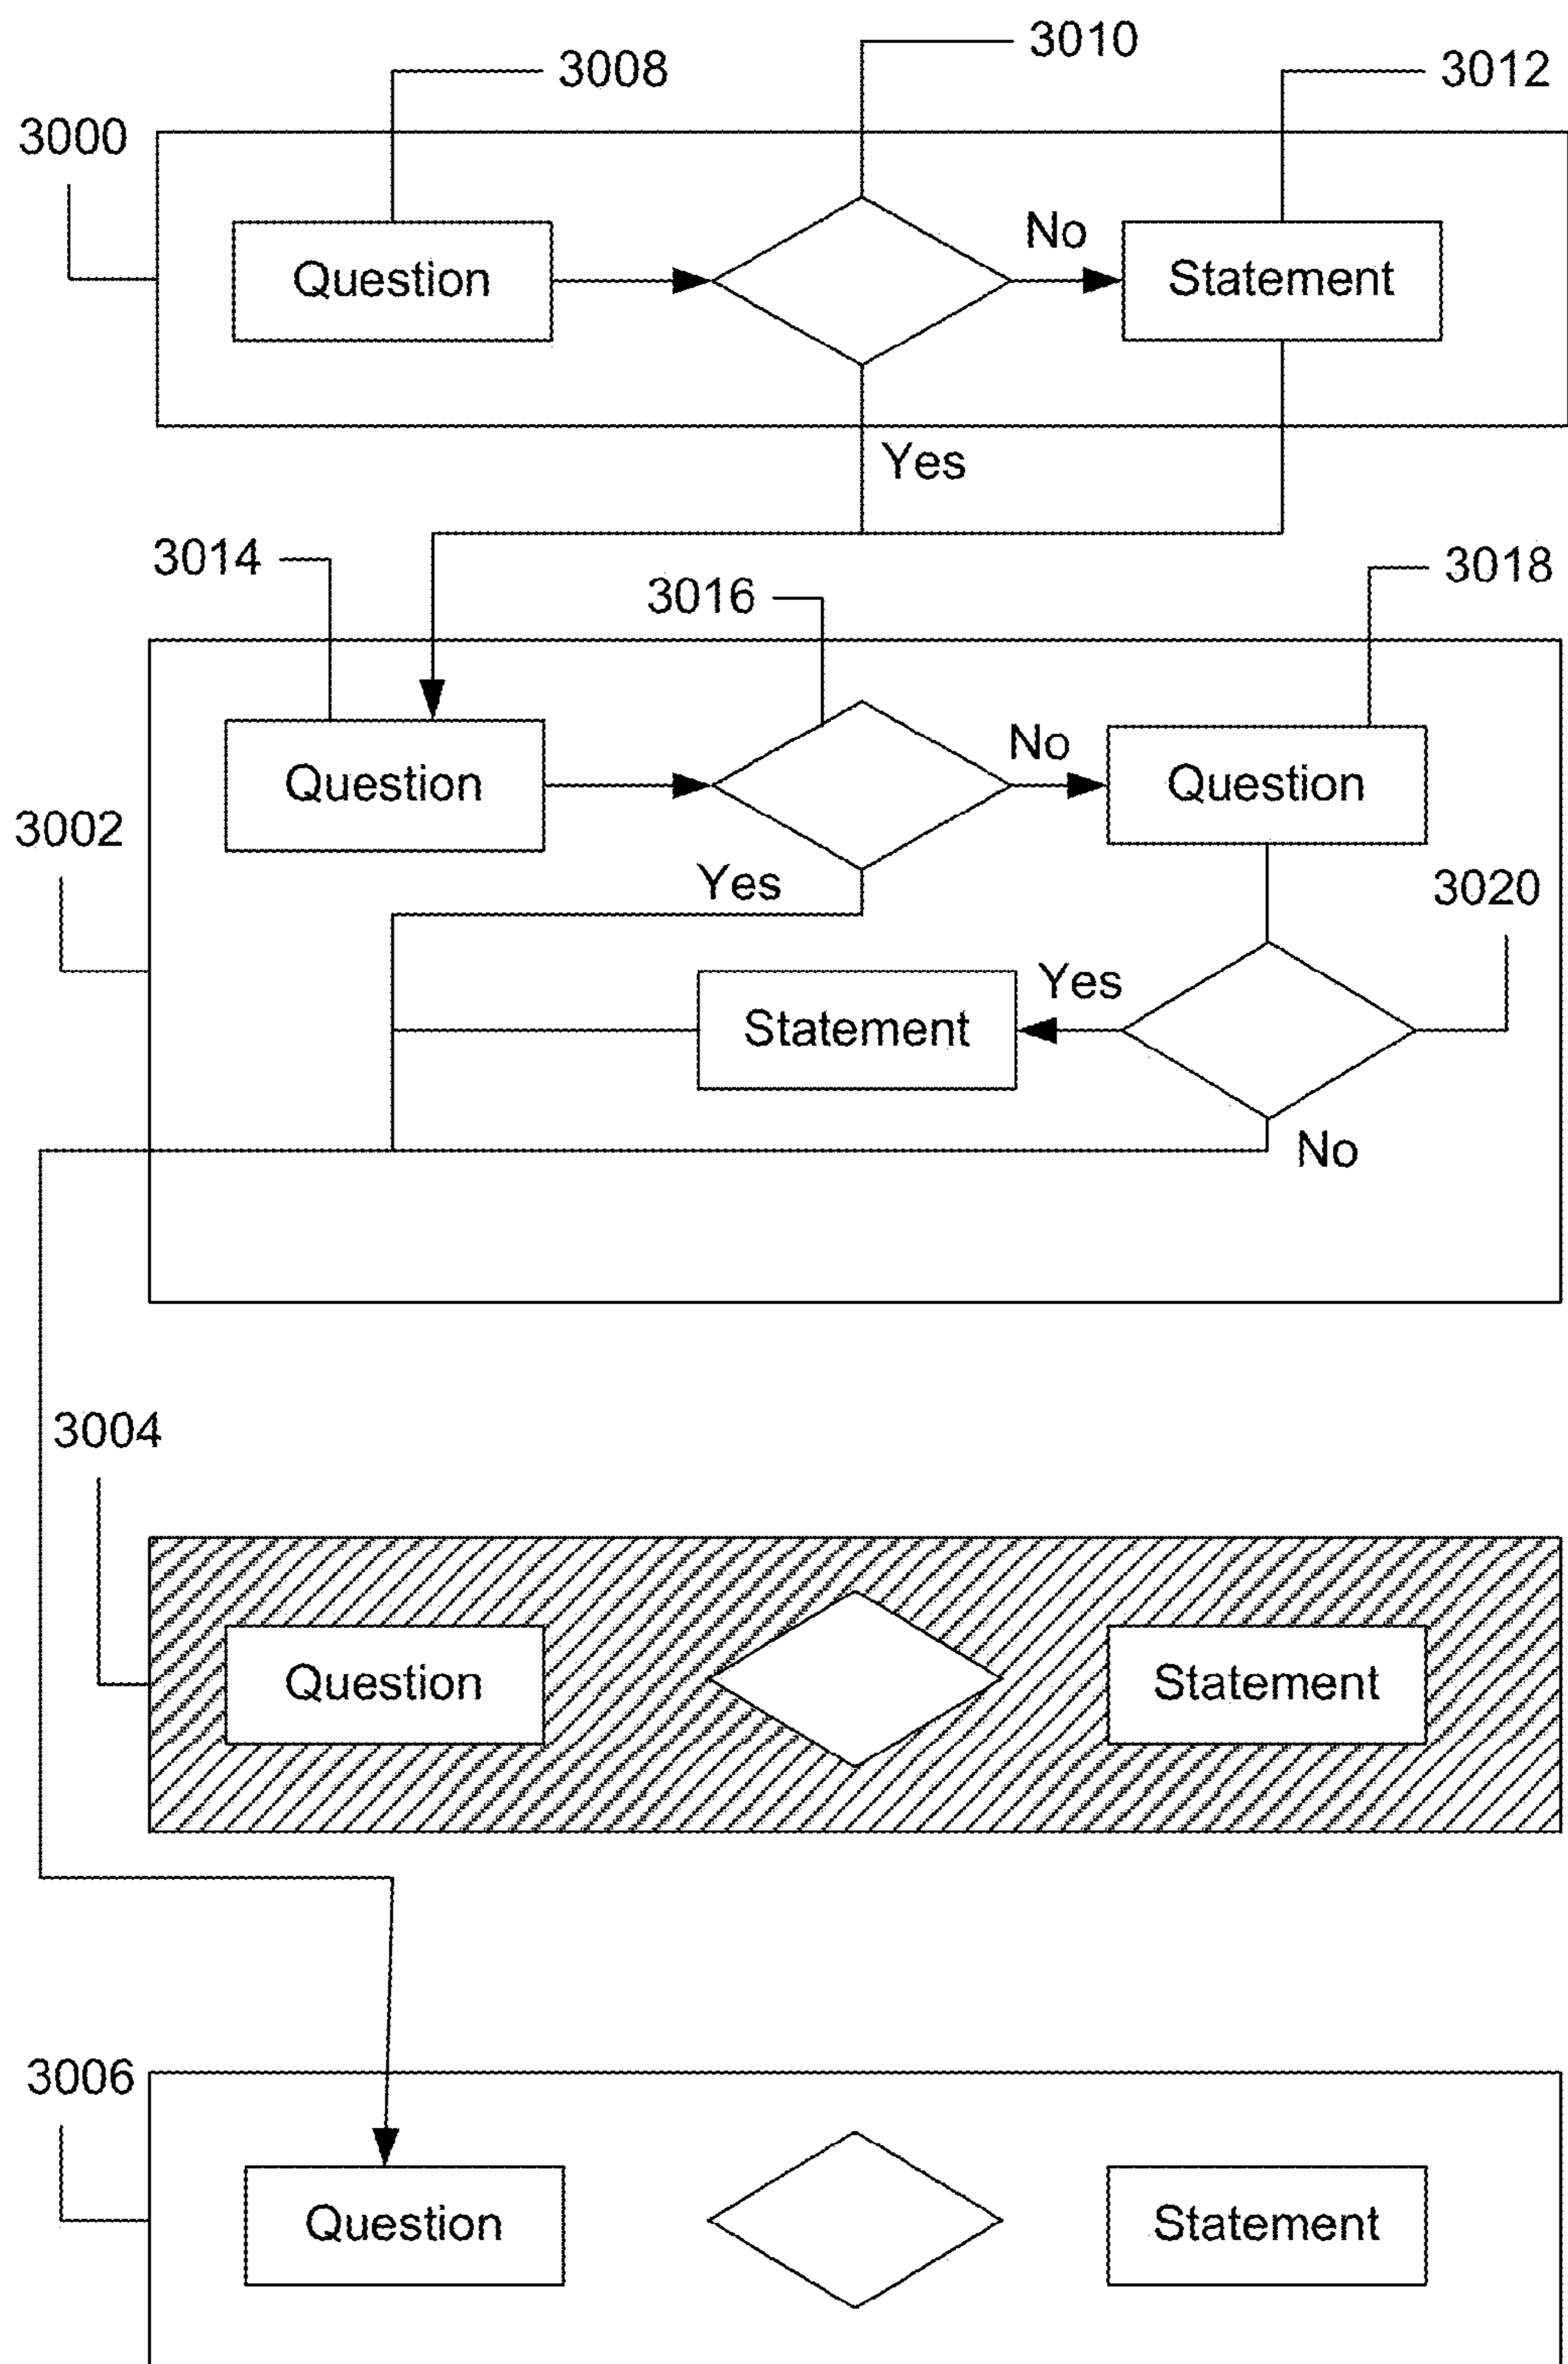 3010
3008
3012
3000
No
Question
Statement
Yes
3014
3018
3016
No
Question
Question
3002
Yes
3020
Yes
Statement
No
3004
Question
Statement
3006
Question
Statement